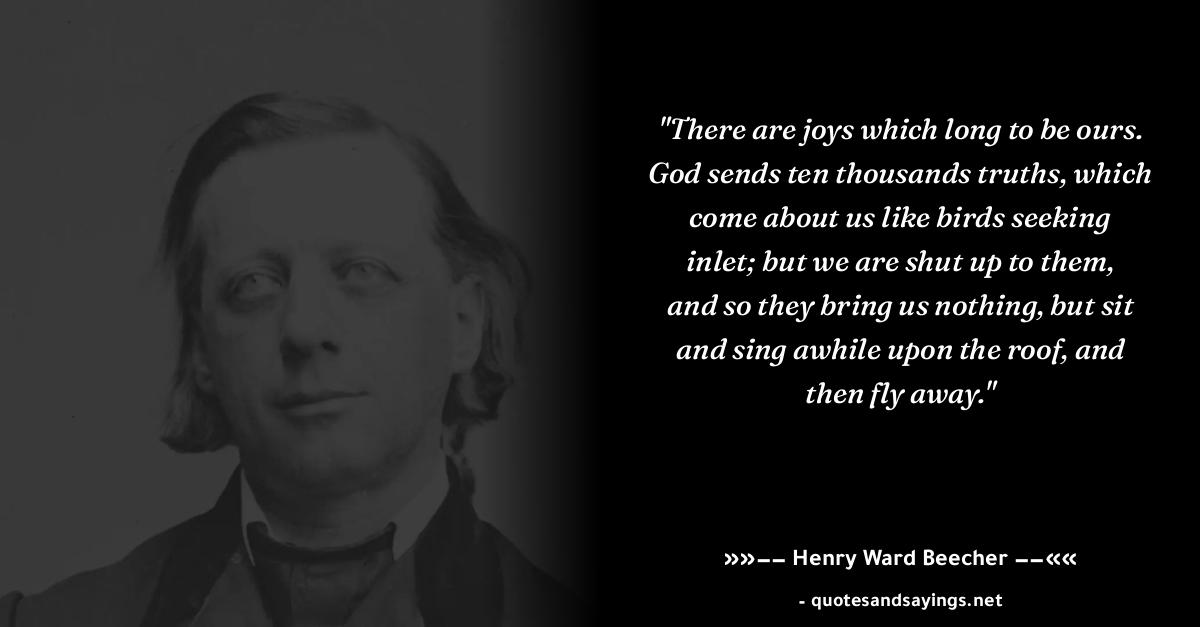 "There are joys which long to be ours.
God sends ten thousands truths, which
come about us like birds seeking
inlet; but we are shut up to them,
and so they bring us nothing, but sit
and sing awhile upon the roof, and
then fly away."
»»−− Henry Ward Beecher −−««
- quotesandsayings.net